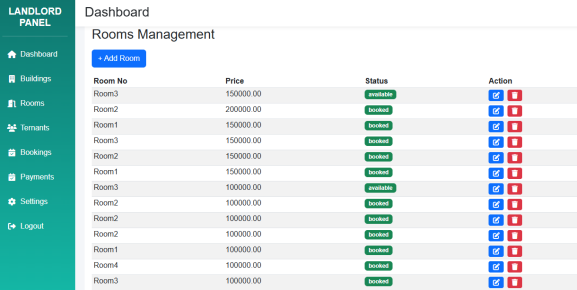 LANDLORD
PANEL
Dashboard
Buildings
Rooms
Ternants
Bookings
Payments
Settings
Logout
Dashboard
Rooms Management
+ Add Room
Room No Price Status Action
Room3 150000.00 available
Room2 200000.00 booked
Room1 150000.00 booked
Room3 150000.00 booked
Room2 150000.00 booked
Room1 150000.00 booked
Room3 100000.00 available
Room2 100000.00 booked
Room2 100000.00 booked
Room2 100000.00 booked
Room1 100000.00 booked
Room4 100000.00 booked
Room3 100000.00 booked